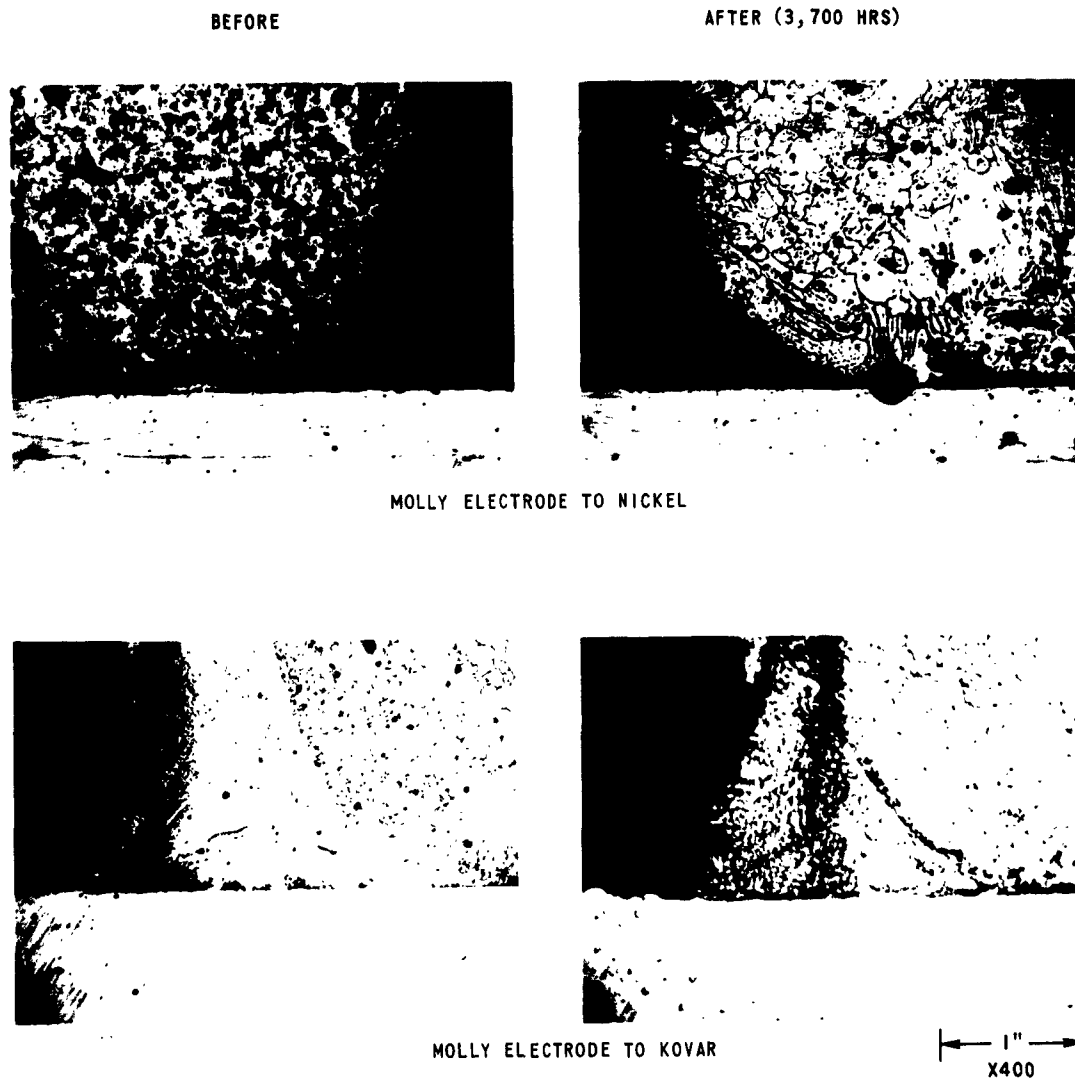 BEFORE
AFTER (3,700 HRS)
MOLLY ELECTRODE TO NICKEL
MOLLY ELECTRODE TO KOVAR
1"
X400